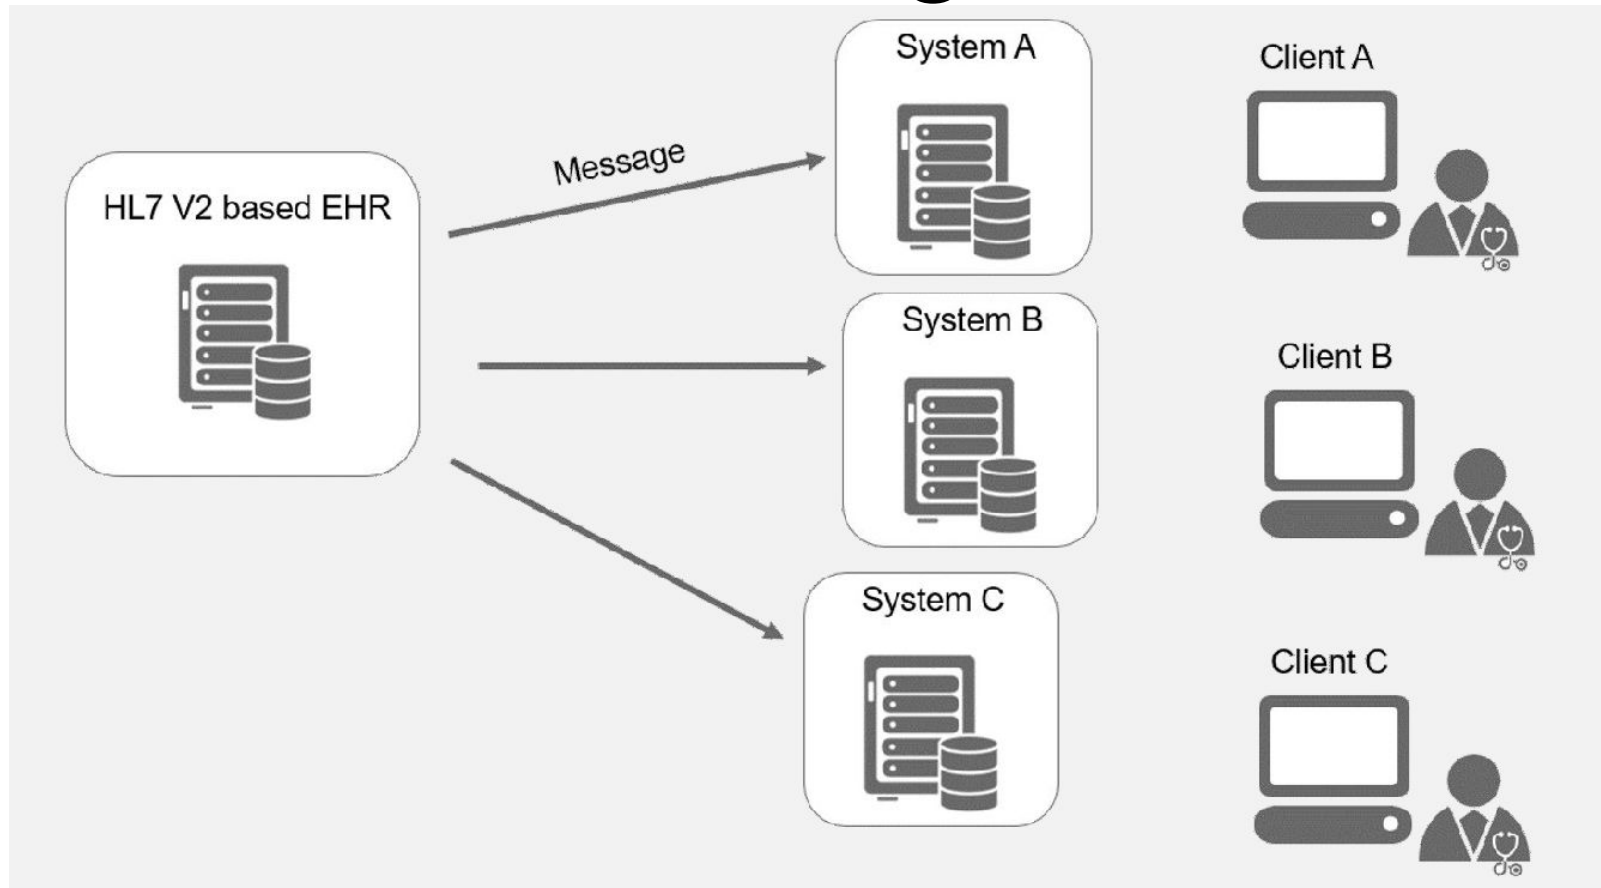 HL7 V2 based EHR
Message
System A
System B
System C
Client A
Client B
Client C